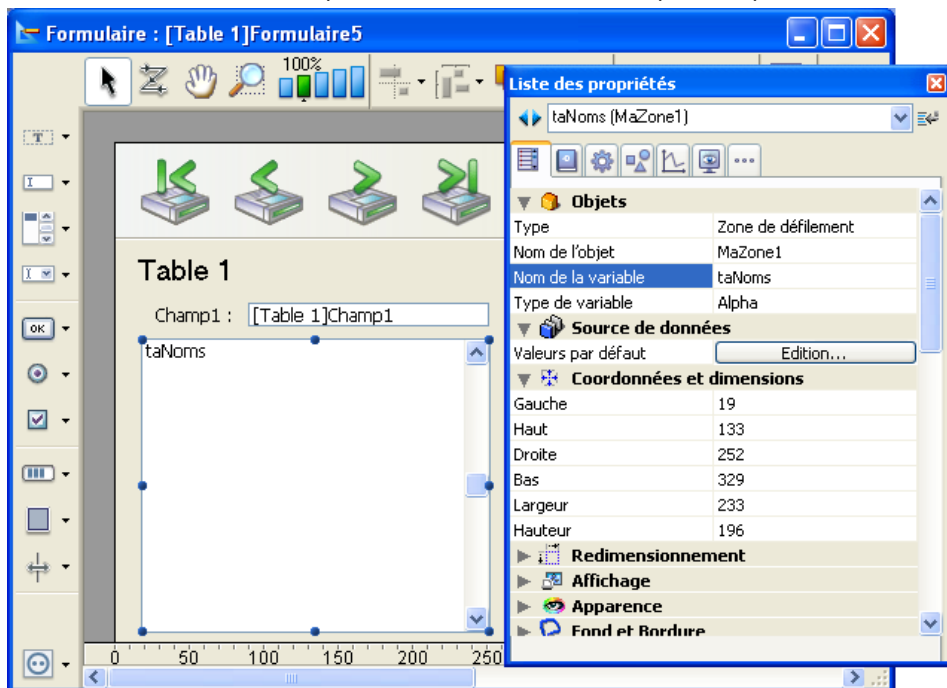 Formulaire : [Table 1]Formulaire5
100%
Liste des propriétés
taNoms (MaZone1)
Objets
Type Zone de défilement
Nom de l'objet MaZone1
Nom de la variable taNoms
Type de variable Alpha
Source de données
Valeurs par défaut Edition...
Coordonnées et dimensions
Gauche 19
Haut 133
Droite 252
Bas 329
Largeur 233
Hauteur 196
Redimensionnement
Affichage
Apparence
Fond et Bordure
T
I
I
OK
Table 1
Champ1 : [Table 1]Champ1
taNoms
0 50 100 150 200 250